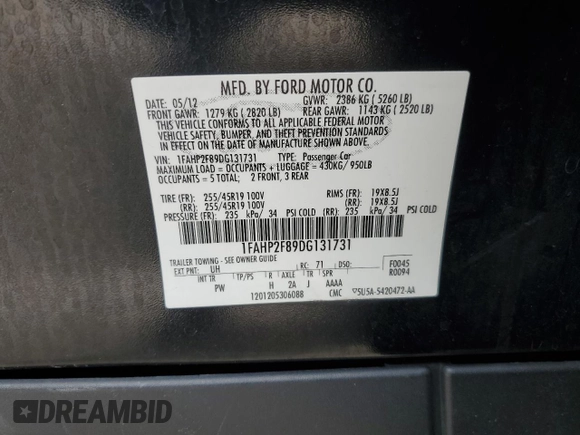 MFD. BY FORD MOTOR CO.
DATE: 05/12 GVWR: 2386 KG ( 5260 LB)
FRONT GAWR: 1279 KG ( 2820 LB) REAR GAWR: 1143 KG ( 2520 LB)
THIS VEHICLE CONFORMS TO ALL APPLICABLE FEDERAL MOTOR
VEHICLE SAFETY, BUMPER, AND THEFT PREVENTION STANDARDS
IN EFFECT ON THE DATE OF MANUFACTURE SHOWN ABOVE.
VIN: 1FAHP2F89DG131731 TYPE: Passenger Car
MAXIMUM LOAD = OCCUPANTS + LUGGAGE = 430KG/ 950LB
OCCUPANTS = 5 TOTAL; 2 FRONT, 3 REAR
TIRE (FR): 255/45R19 100V RIMS (FR): 19X8.5J
(RR): 255/45R19 100V (RR): 19X8.5J
PRESSURE (FR): 235 kPa/ 34 PSI COLD (RR): 235 kPa/ 34 PSI COLD
1FAHP2F89DG131731
TRAILER TOWING - SEE OWNER GUIDE
EXT PNT: UH RC: 71 DSO: F0045
INT TR TP/PS R AXLE TR SPR R0094
PW H 2A J AAAA
1201205306088 CMC ▽5U5A-5420472-AA
DREAMBID